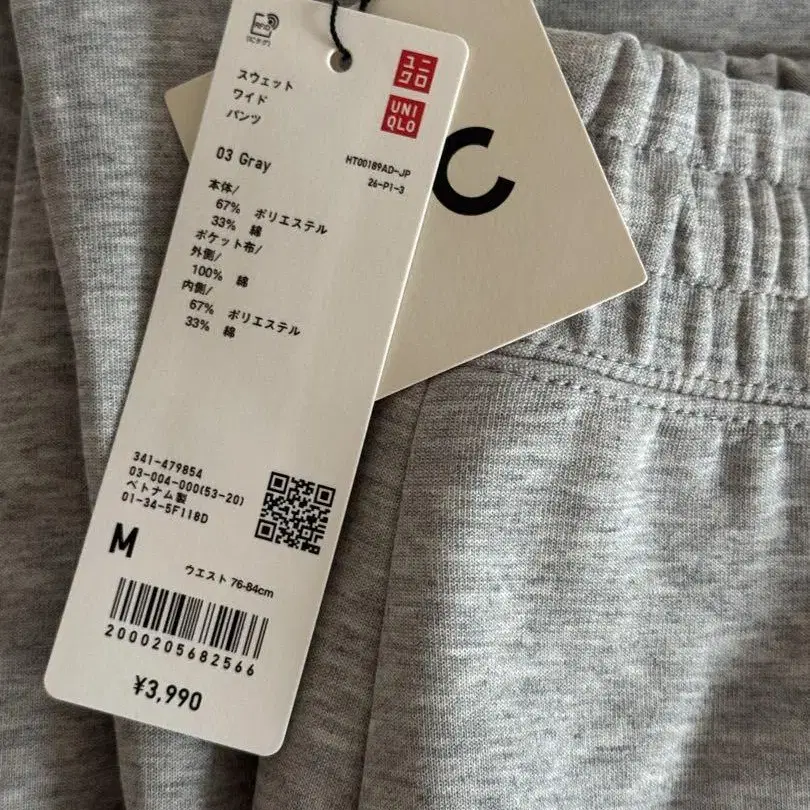 RFID
(ICタグ)
ユニ
クロ
UNI
QLO
スウェット
ワイド
パンツ
03 Gray
HT00189AD-JP
26-P1-3
本体/
67% ポリエステル
33% 綿
ポケット布/
外側/
100% 綿
内側/
67% ポリエステル
33% 綿
C
341-479854
03-004-000(53-20)
ベトナム製
01-34-5F118D
M
ウエスト 76-84cm
2000205682566
¥3,990